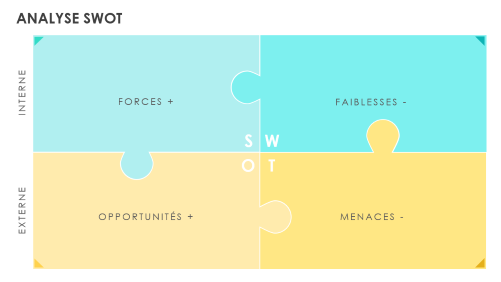 ANALYSE SWOT
INTERNE
FORCES +
FAIBLESSES -
S W
O T
EXTERNE
OPPORTUNITÉS +
MENACES -